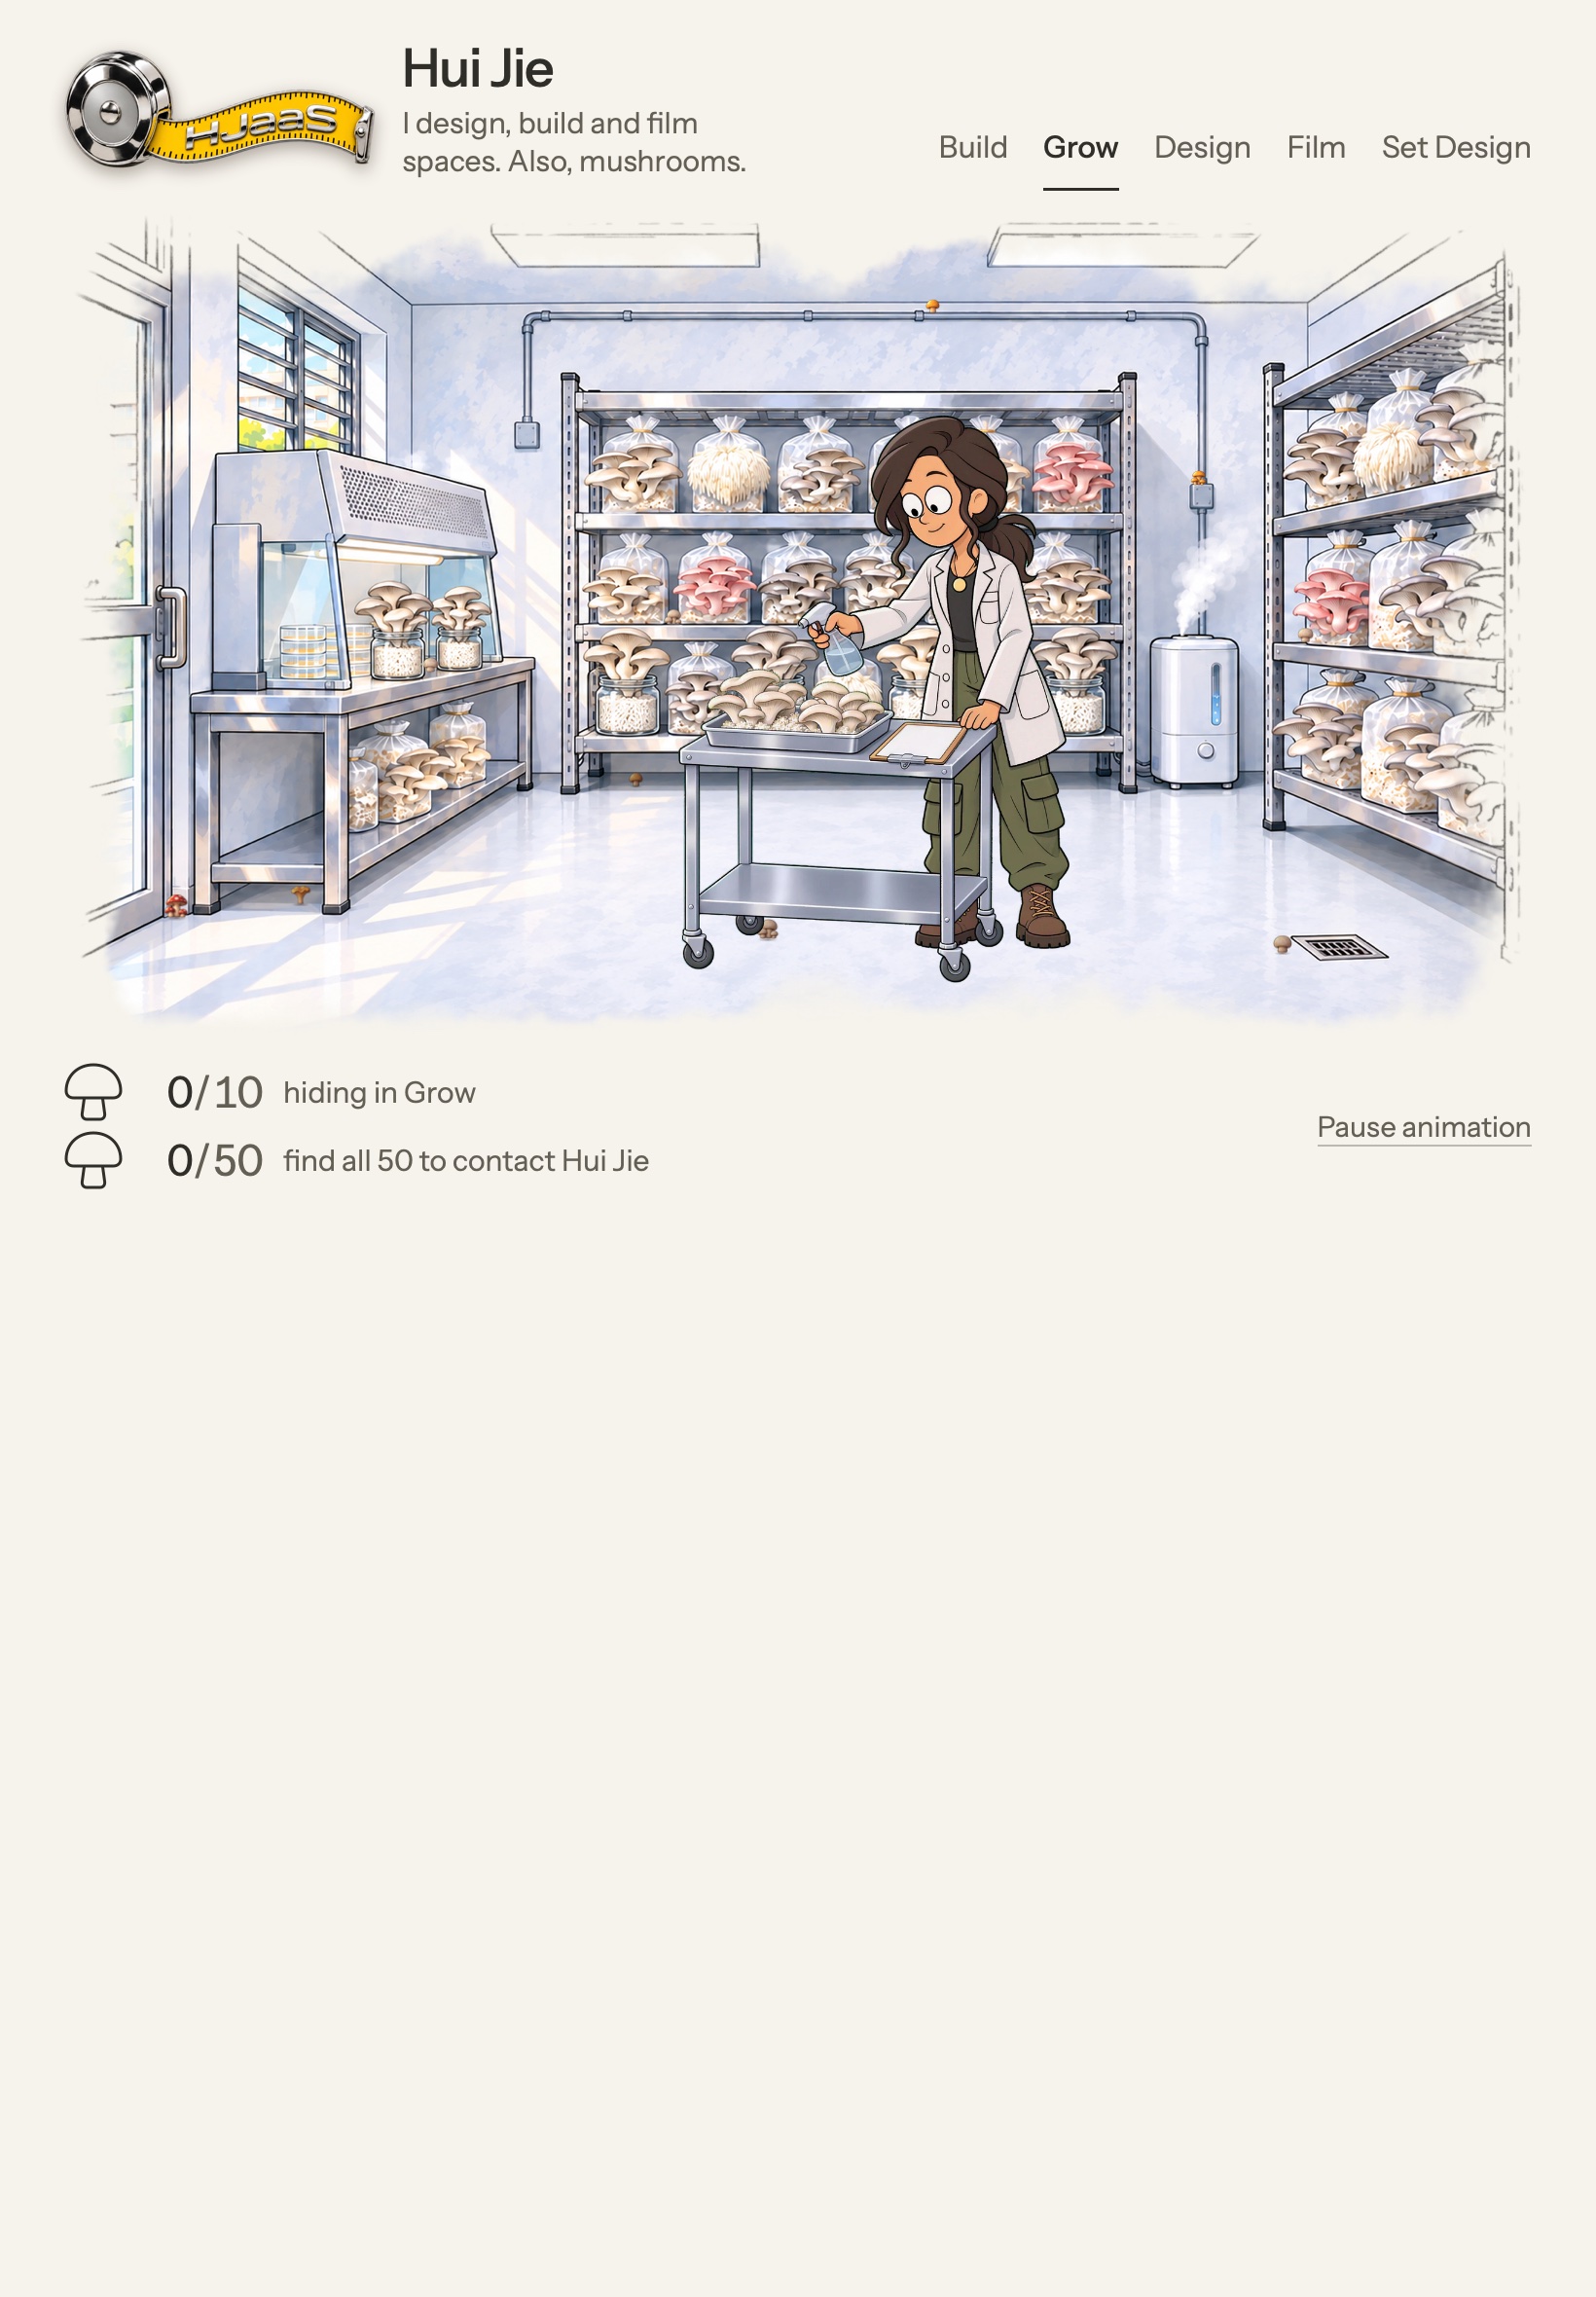 HJaaS
Hui Jie
I design, build and film
spaces. Also, mushrooms.
Build Grow Design Film Set Design
0/10 hiding in Grow
0/50 find all 50 to contact Hui Jie
Pause animation